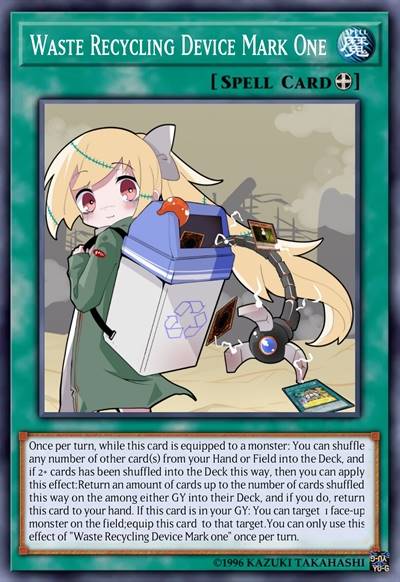 Waste Recycling Device Mark One
魔
[Spell Card]
Once per turn, while this card is equipped to a monster: You can shuffle
any number of other card(s) from your Hand or Field into the Deck, and
if 2+ cards has been shuffled into the Deck this way, then you can apply
this effect:Return an amount of cards up to the number of cards shuffled
this way on the among either GY into their Deck, and if you do, return
this card to your hand. If this card is in your GY: You can target 1 face-up
monster on the field;equip this card to that target.You can only use this
effect of "Waste Recycling Device Mark one" once per turn.
©1996 KAZUKI TAKAHASHI